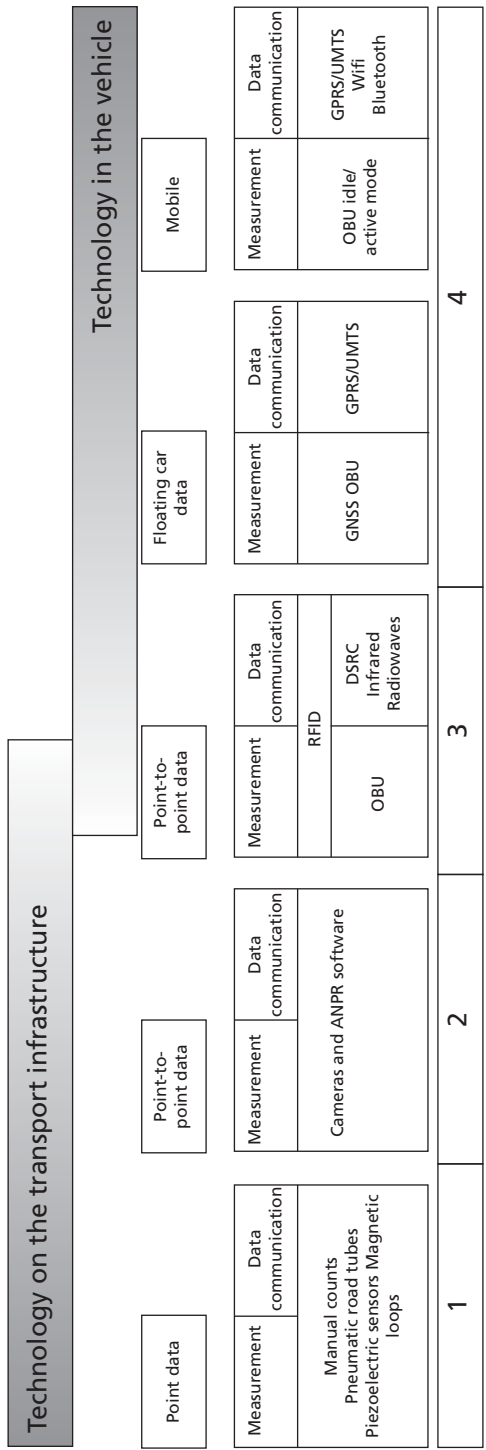 Technology on the transport infrastructure
Technology in the vehicle
Point data
Measurement
Data
communication
Manual counts
Pneumatic road tubes
Piezoelectric sensors Magnetic
loops
1
Point-to-
point data
Measurement
Data
communication
Cameras and ANPR software
2
Point-to-
point data
Measurement
Data
communication
RFID
OBU
DSRC
Infrared
Radiowaves
3
Floating car
data
Measurement
Data
communication
GNSS OBU
GPRS/UMTS
Mobile
Measurement
Data
communication
OBU idle/
active mode
GPRS/UMTS
Wifi
Bluetooth
4